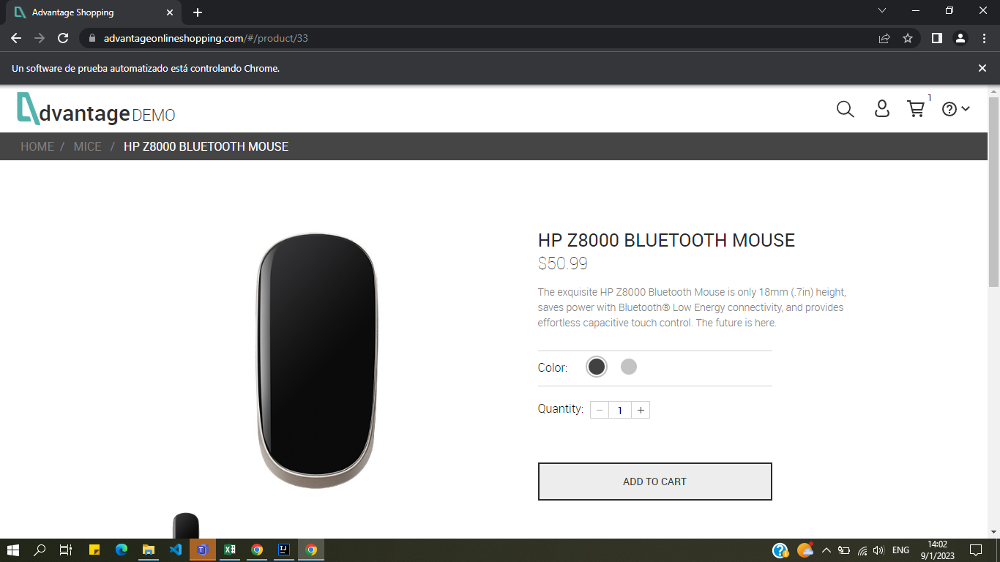 Advantage Shopping
advantageonlineshopping.com/#/product/33
Un software de prueba automatizado está controlando Chrome.
dvantage DEMO
1
HOME / MICE / HP Z8000 BLUETOOTH MOUSE
HP Z8000 BLUETOOTH MOUSE
$50.99
The exquisite HP Z8000 Bluetooth Mouse is only 18mm (.7in) height,
saves power with Bluetooth® Low Energy connectivity, and provides
effortless capacitive touch control. The future is here.
Color:
Quantity: − 1 +
ADD TO CART
ENG
14:02
9/1/2023